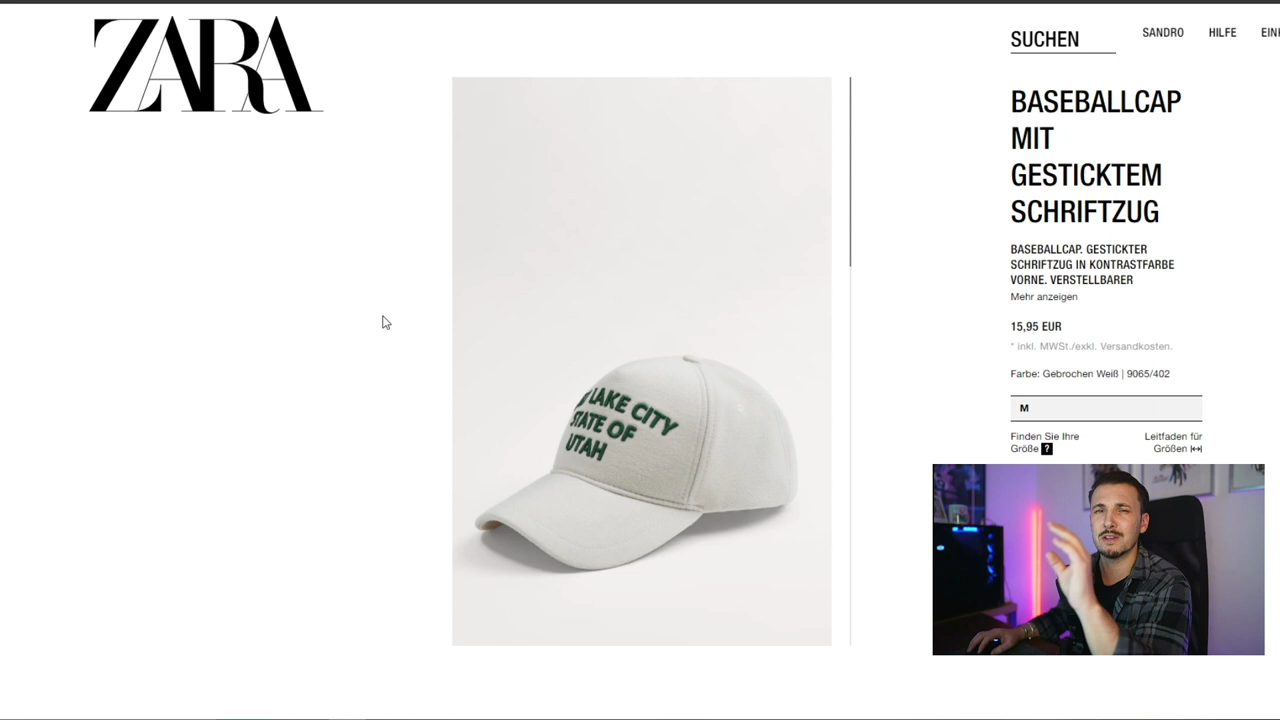 ZARA
SUCHEN
SANDRO
HILFE
BASEBALLCAP
MIT
GESTICKTEM
SCHRIFTZUG
BASEBALLCAP. GESTICKTER
SCHRIFTZUG IN KONTRASTFARBE
VORNE. VERSTELLBARER
Mehr anzeigen
15,95 EUR
* inkl. MWSt./exkl. Versandkosten.
Farbe: Gebrochen Weiß | 9065/402
M
Finden Sie Ihre
Größe ?
Leitfaden für
Größen
LAKE CITY
STATE OF
UTAH